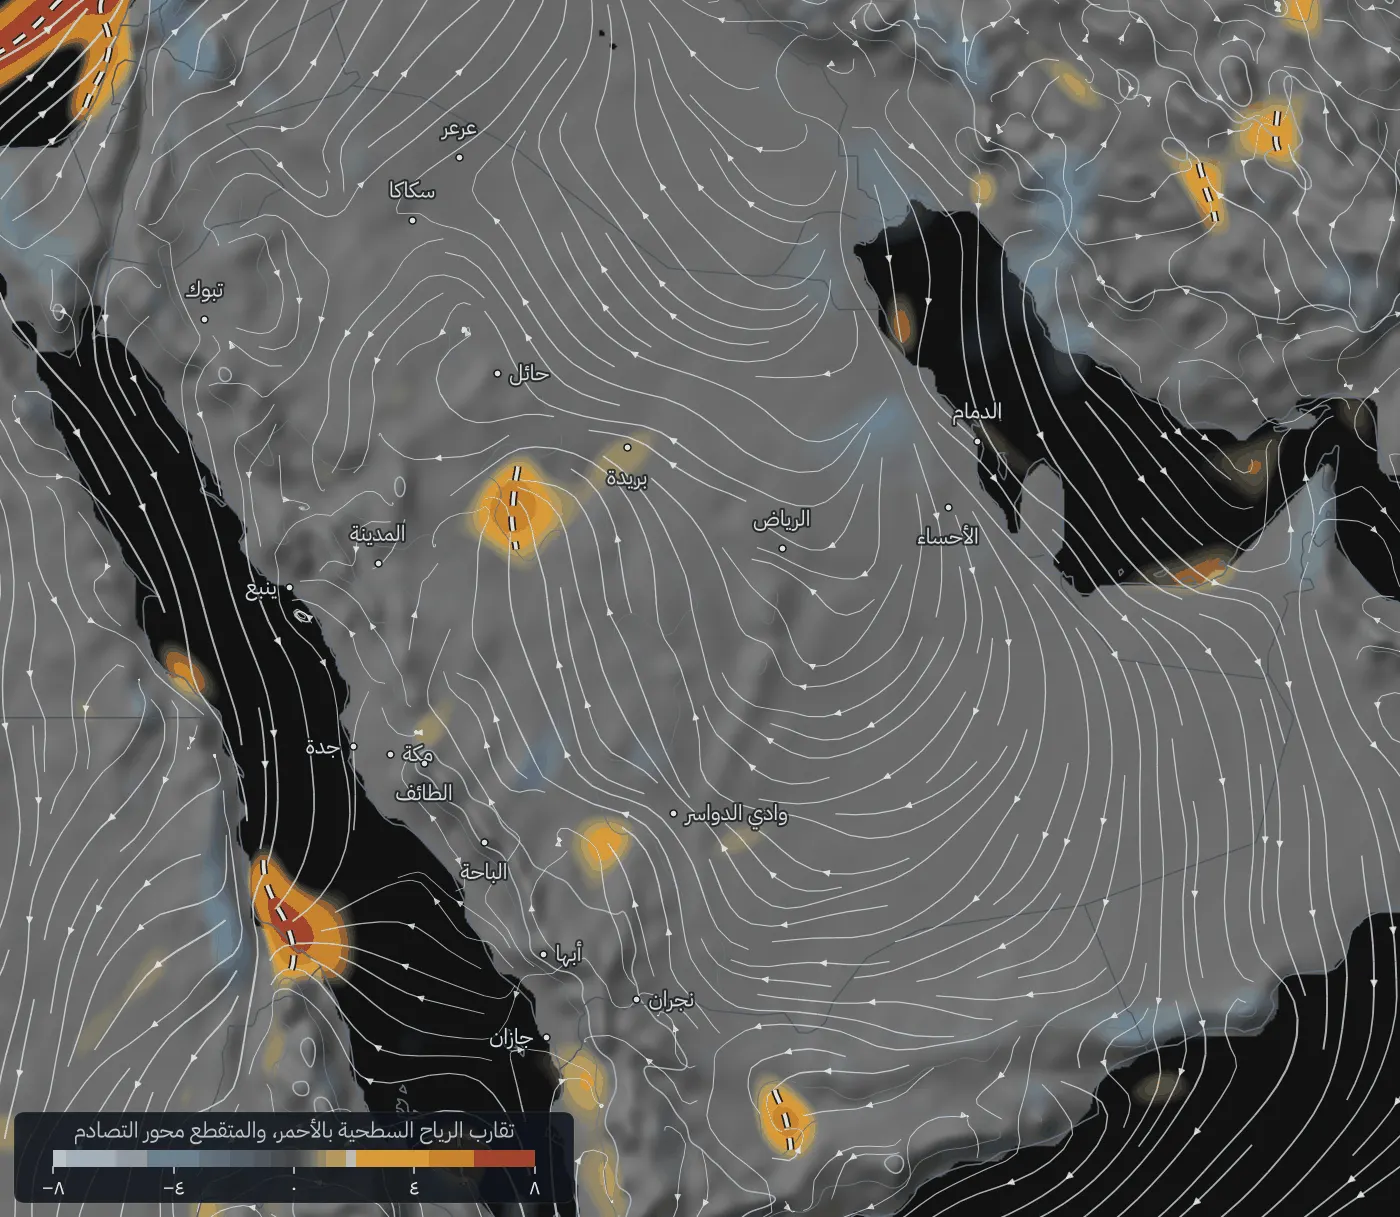 عرعر
سكاكا
تبوك
حائل
الدمام
بريدة
الرياض
الأحساء
المدينة
ينبع
جدة
مكة
الطائف
وادي الدواسر
الباحة
أبها
نجران
جازان
تقارب الرياح السطحية بالأحمر، والمتقطع محور التصادم
−٨ −٤ ٠ ٤ ٨